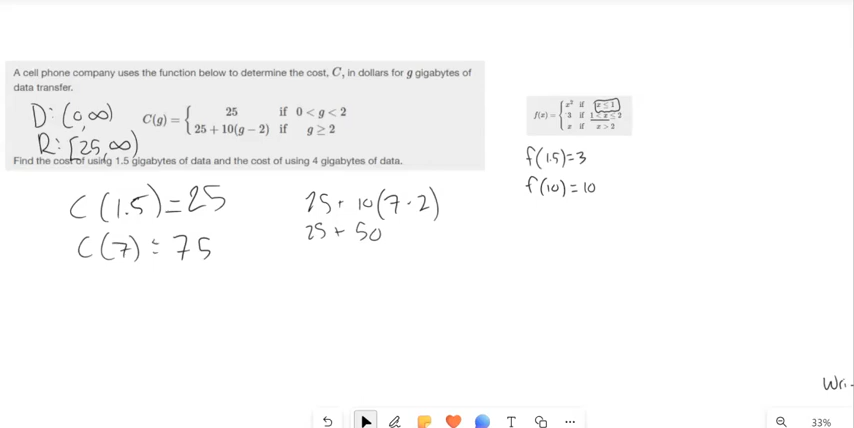 A cell phone company uses the function below to determine the cost, C, in dollars for g gigabytes of
data transfer.
D: (0,∞)
R: [25,∞)
C(g) = { 25 if 0 < g < 2
25 + 10(g − 2) if g ≥ 2
Find the cost of using 1.5 gigabytes of data and the cost of using 4 gigabytes of data.
C(1.5)=25
C(7) = 75
25 + 10(7-2)
25 + 50
f(x) = { x² if x ≤ 1
3 if 1 < x ≤ 2
x if x > 2
f(1.5)=3
f(10)=10
Wri
T
33%